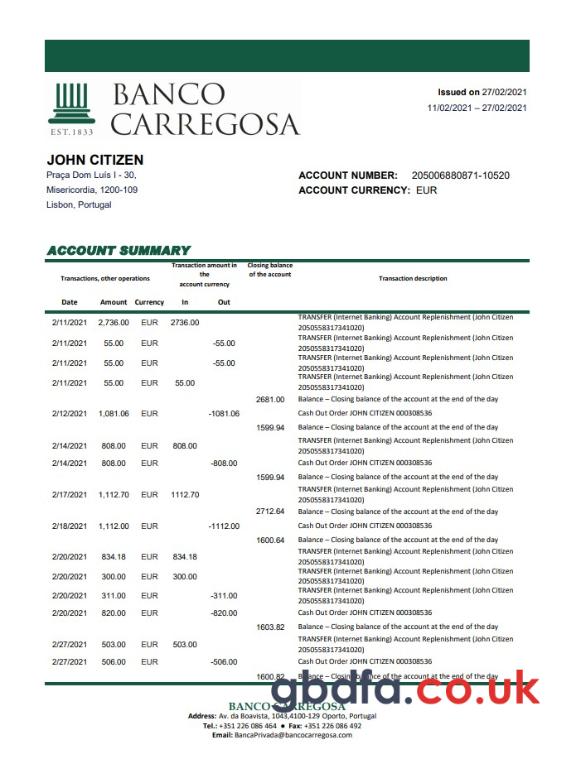 BANCO
CARREGOSA
EST. 1833
Issued on 27/02/2021
11/02/2021 – 27/02/2021
JOHN CITIZEN
Praça Dom Luís I - 30,
Misericordia, 1200-109
Lisbon, Portugal
ACCOUNT NUMBER: 205006880871-10520
ACCOUNT CURRENCY: EUR
ACCOUNT SUMMARY
Transactions, other operations
Transaction amount in
the
account currency
Closing balance
of the account
Transaction description
Date Amount Currency In Out
2/11/2021 2,736.00 EUR 2736.00 TRANSFER (Internet Banking) Account Replenishment (John Citizen
2050558317341020)
2/11/2021 55.00 EUR -55.00 TRANSFER (Internet Banking) Account Replenishment (John Citizen
2050558317341020)
2/11/2021 55.00 EUR -55.00 TRANSFER (Internet Banking) Account Replenishment (John Citizen
2050558317341020)
2/11/2021 55.00 EUR 55.00 TRANSFER (Internet Banking) Account Replenishment (John Citizen
2050558317341020)
2681.00 Balance – Closing balance of the account at the end of the day
2/12/2021 1,081.06 EUR -1081.06 Cash Out Order JOHN CITIZEN 000308536
1599.94 Balance – Closing balance of the account at the end of the day
2/14/2021 808.00 EUR 808.00 TRANSFER (Internet Banking) Account Replenishment (John Citizen
2050558317341020)
2/14/2021 808.00 EUR -808.00 Cash Out Order JOHN CITIZEN 000308536
1599.94 Balance – Closing balance of the account at the end of the day
2/17/2021 1,112.70 EUR 1112.70 TRANSFER (Internet Banking) Account Replenishment (John Citizen
2050558317341020)
2712.64 Balance – Closing balance of the account at the end of the day
2/18/2021 1,112.00 EUR -1112.00 Cash Out Order JOHN CITIZEN 000308536
1600.64 Balance – Closing balance of the account at the end of the day
2/20/2021 834.18 EUR 834.18 TRANSFER (Internet Banking) Account Replenishment (John Citizen
2050558317341020)
2/20/2021 300.00 EUR 300.00 TRANSFER (Internet Banking) Account Replenishment (John Citizen
2050558317341020)
2/20/2021 311.00 EUR -311.00 TRANSFER (Internet Banking) Account Replenishment (John Citizen
2050558317341020)
2/20/2021 820.00 EUR -820.00 Cash Out Order JOHN CITIZEN 000308536
1603.82 Balance – Closing balance of the account at the end of the day
2/27/2021 503.00 EUR 503.00 TRANSFER (Internet Banking) Account Replenishment (John Citizen
2050558317341020)
2/27/2021 506.00 EUR -506.00 Cash Out Order JOHN CITIZEN 000308536
1600.82 Balance – Closing balance of the account at the end of the day
gbdfa.co.uk
BANCO CARREGOSA
Address: Av. da Boavista, 1043,4100-129 Oporto, Portugal
Tel.: +351 226 086 464 ● Fax: +351 226 086 492
Email: BancaPrivada@bancocarregosa.com